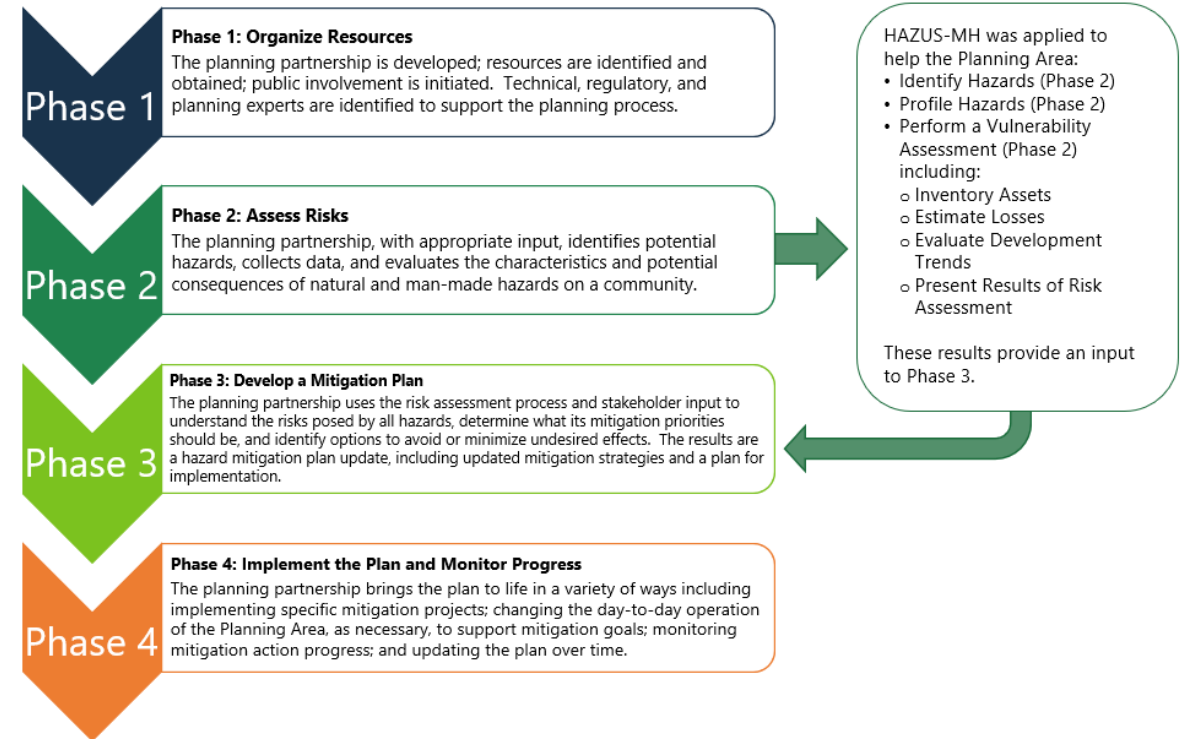 Phase 1
Phase 1: Organize Resources
The planning partnership is developed; resources are identified and
obtained; public involvement is initiated.  Technical, regulatory, and
planning experts are identified to support the planning process.
Phase 2
Phase 2: Assess Risks
The planning partnership, with appropriate input, identifies potential
hazards, collects data, and evaluates the characteristics and potential
consequences of natural and man-made hazards on a community.
HAZUS-MH was applied to
help the Planning Area:
• Identify Hazards (Phase 2)
• Profile Hazards (Phase 2)
• Perform a Vulnerability
Assessment (Phase 2)
including:
o Inventory Assets
o Estimate Losses
o Evaluate Development
Trends
o Present Results of Risk
Assessment
These results provide an input
to Phase 3.
Phase 3
Phase 3: Develop a Mitigation Plan
The planning partnership uses the risk assessment process and stakeholder input to
understand the risks posed by all hazards, determine what its mitigation priorities
should be, and identify options to avoid or minimize undesired effects.  The results are
a hazard mitigation plan update, including updated mitigation strategies and a plan for
implementation.
Phase 4
Phase 4: Implement the Plan and Monitor Progress
The planning partnership brings the plan to life in a variety of ways including
implementing specific mitigation projects; changing the day-to-day operation
of the Planning Area, as necessary, to support mitigation goals; monitoring
mitigation action progress; and updating the plan over time.